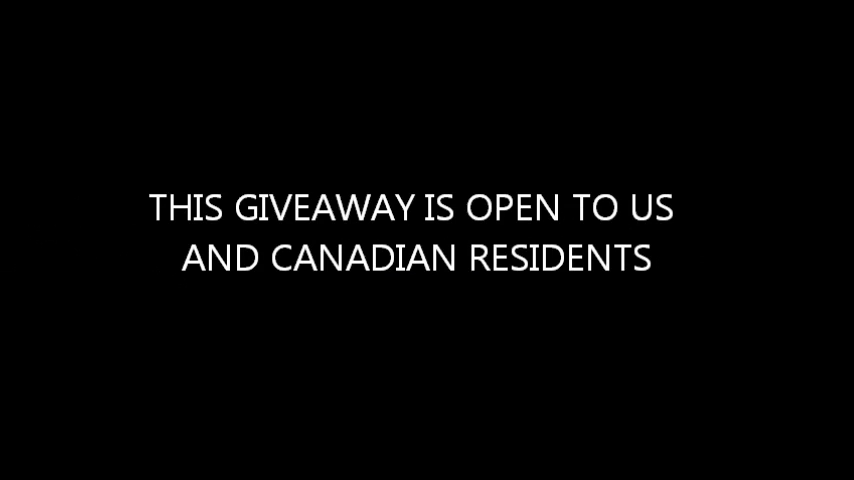 THIS GIVEAWAY IS OPEN TO US
AND CANADIAN RESIDENTS